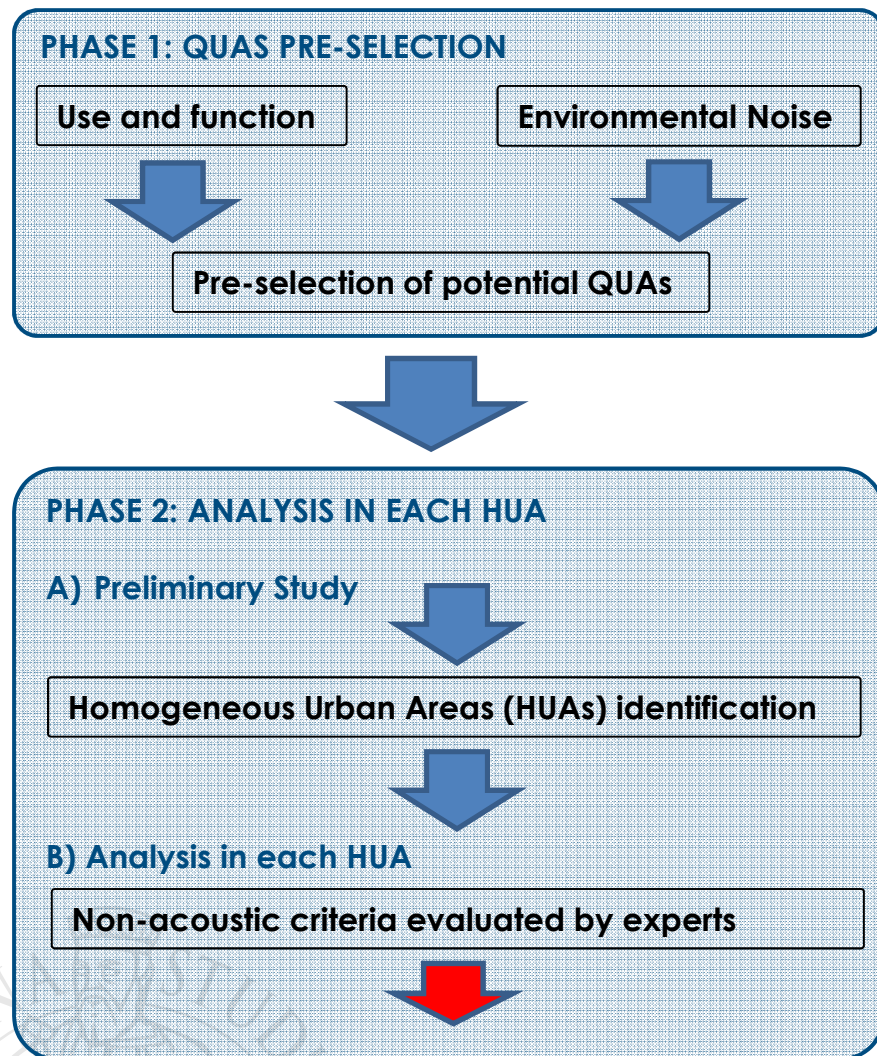 PHASE 1: QUAS PRE-SELECTION
Use and function
Environmental Noise
Pre-selection of potential QUAs
PHASE 2: ANALYSIS IN EACH HUA
A) Preliminary Study
Homogeneous Urban Areas (HUAs) identification
B) Analysis in each HUA
Non-acoustic criteria evaluated by experts